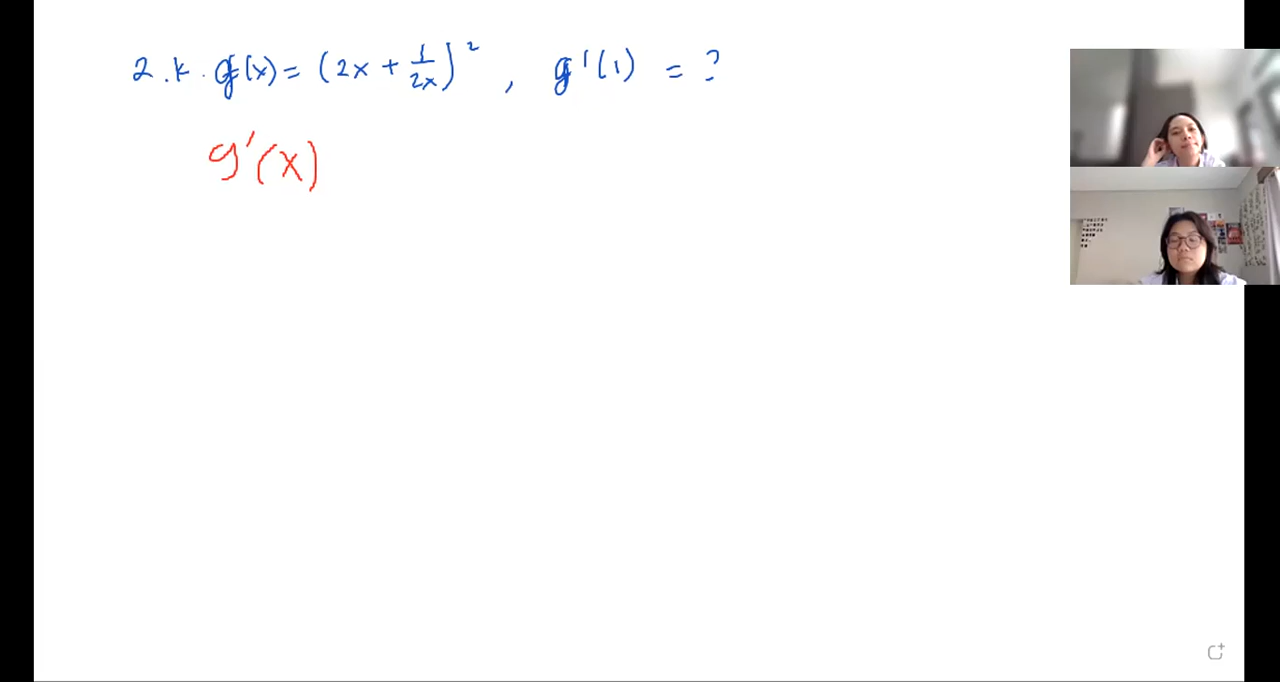 2.k. g(x) = (2x + 1/2x)², g'(1) = ?
g'(x)